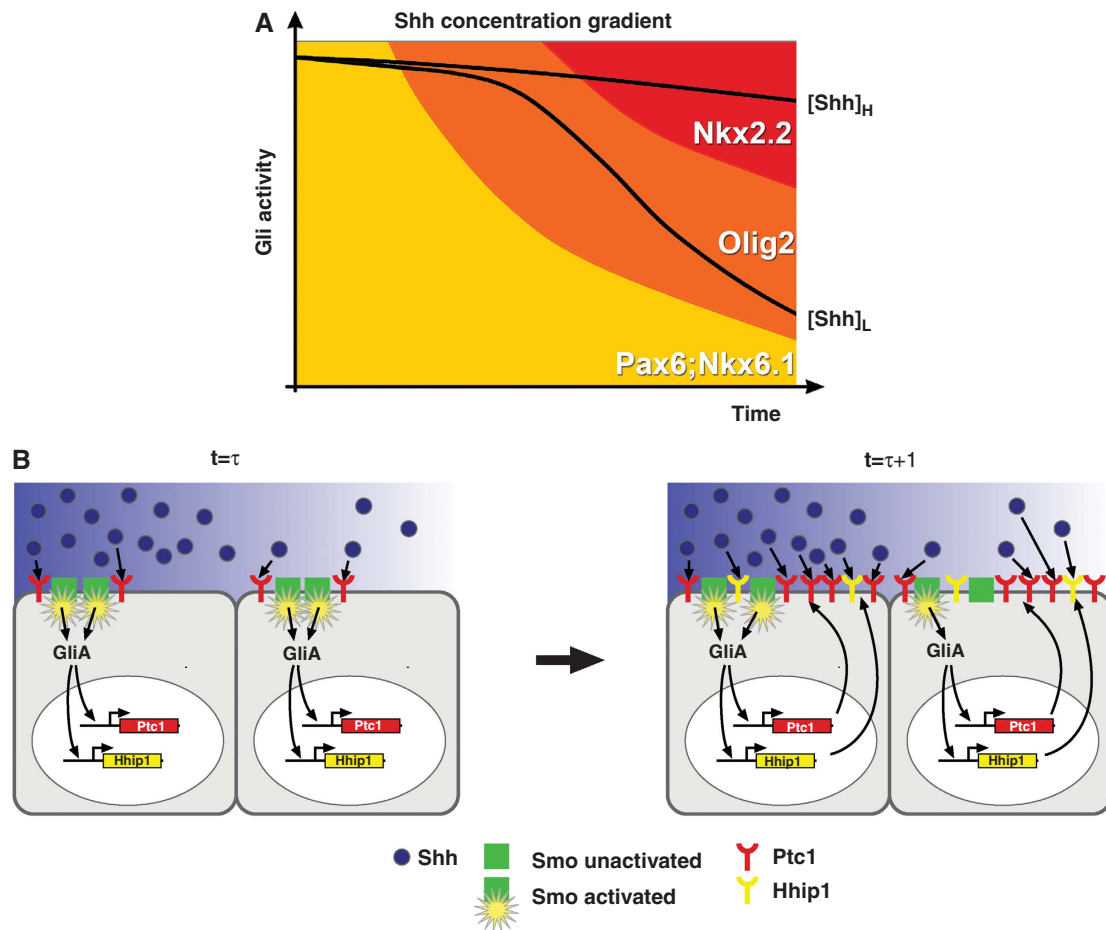 A
Shh concentration gradient
Gli activity
[Shh]H
Nkx2.2
Olig2
[Shh]L
Pax6;Nkx6.1
Time
B
t=τ
t=τ+1
GliA
GliA
GliA
GliA
Ptc1
Ptc1
Ptc1
Ptc1
Hhip1
Hhip1
Hhip1
Hhip1
Shh
Smo unactivated
Ptc1
Smo activated
Hhip1